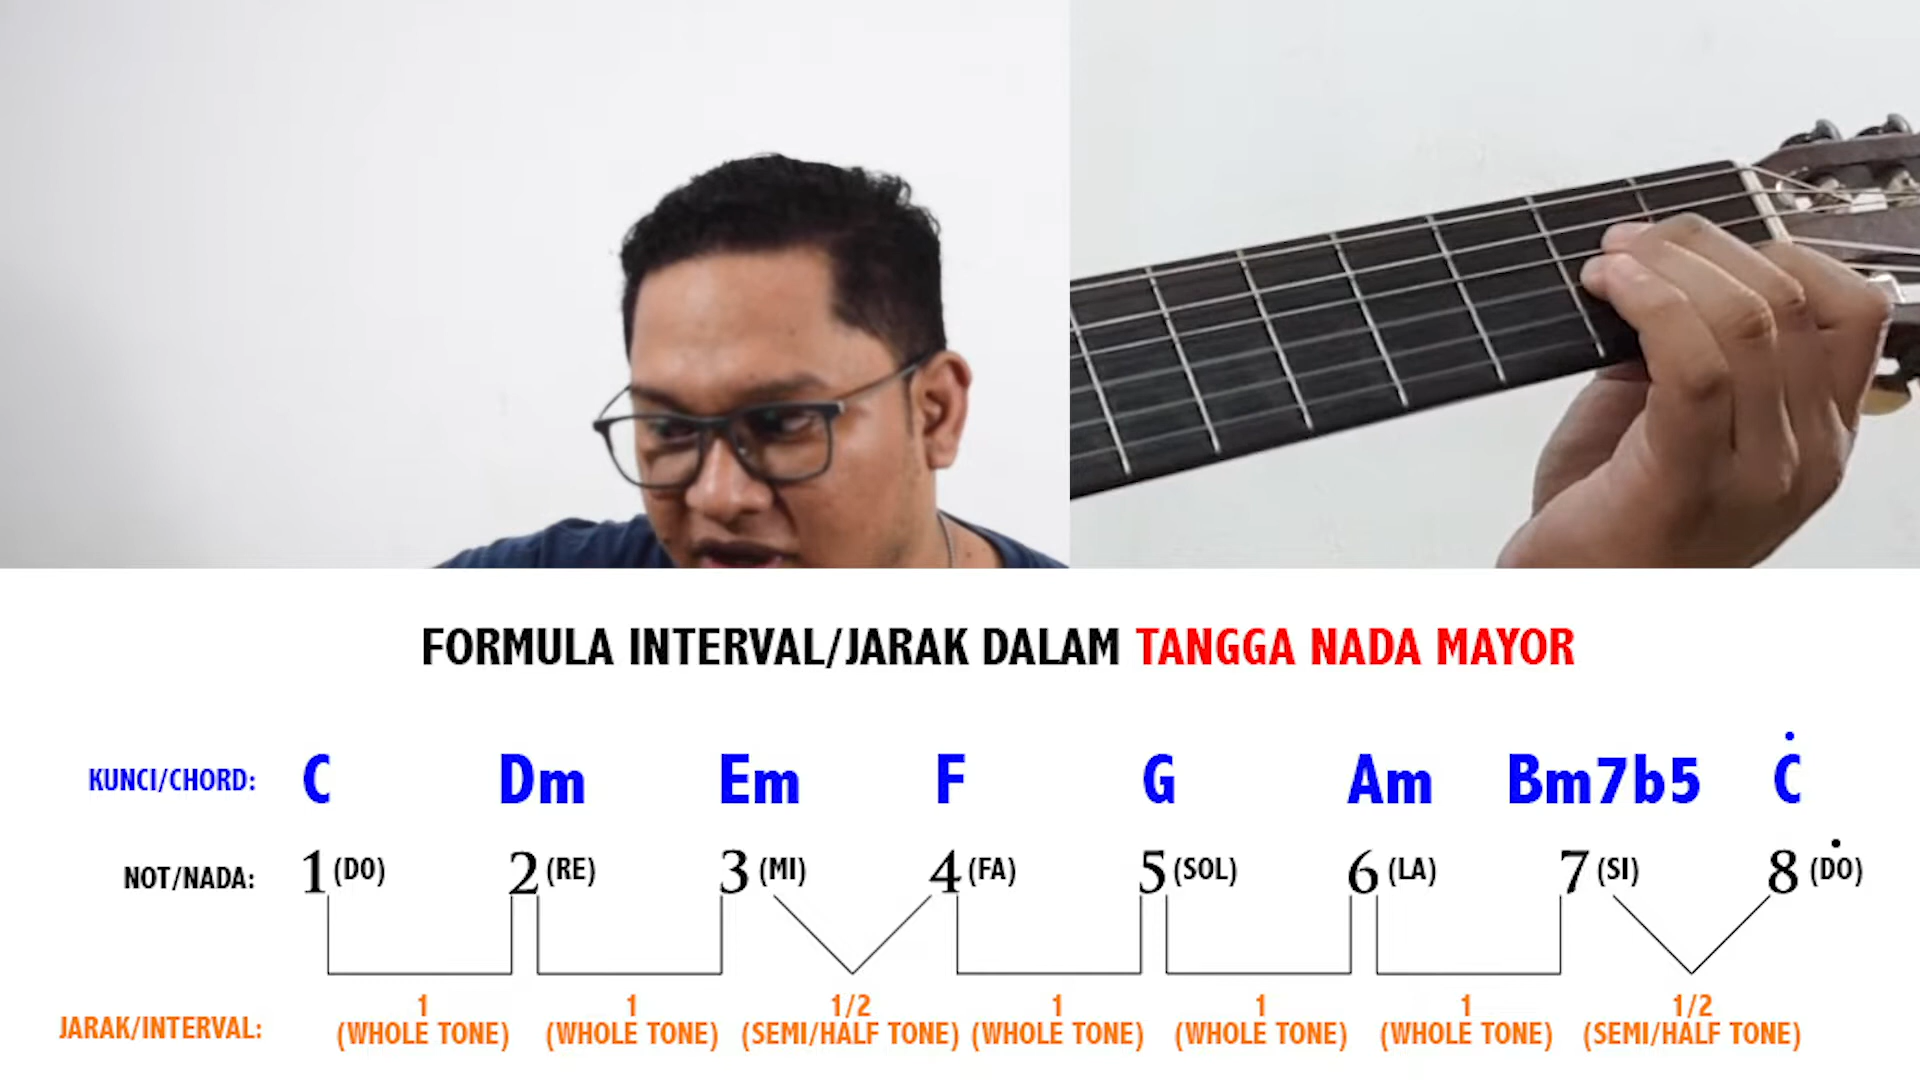 FORMULA INTERVAL/JARAK DALAM TANGGA NADA MAYOR
KUNCI/CHORD: C Dm Em F G Am Bm7b5 Ċ
NOT/NADA: 1 (DO) 2 (RE) 3 (MI) 4 (FA) 5 (SOL) 6 (LA) 7 (SI) 8 (DȮ)
1 1 1/2 1 1 1 1/2
JARAK/INTERVAL: (WHOLE TONE) (WHOLE TONE) (SEMI/HALF TONE) (WHOLE TONE) (WHOLE TONE) (WHOLE TONE) (SEMI/HALF TONE)